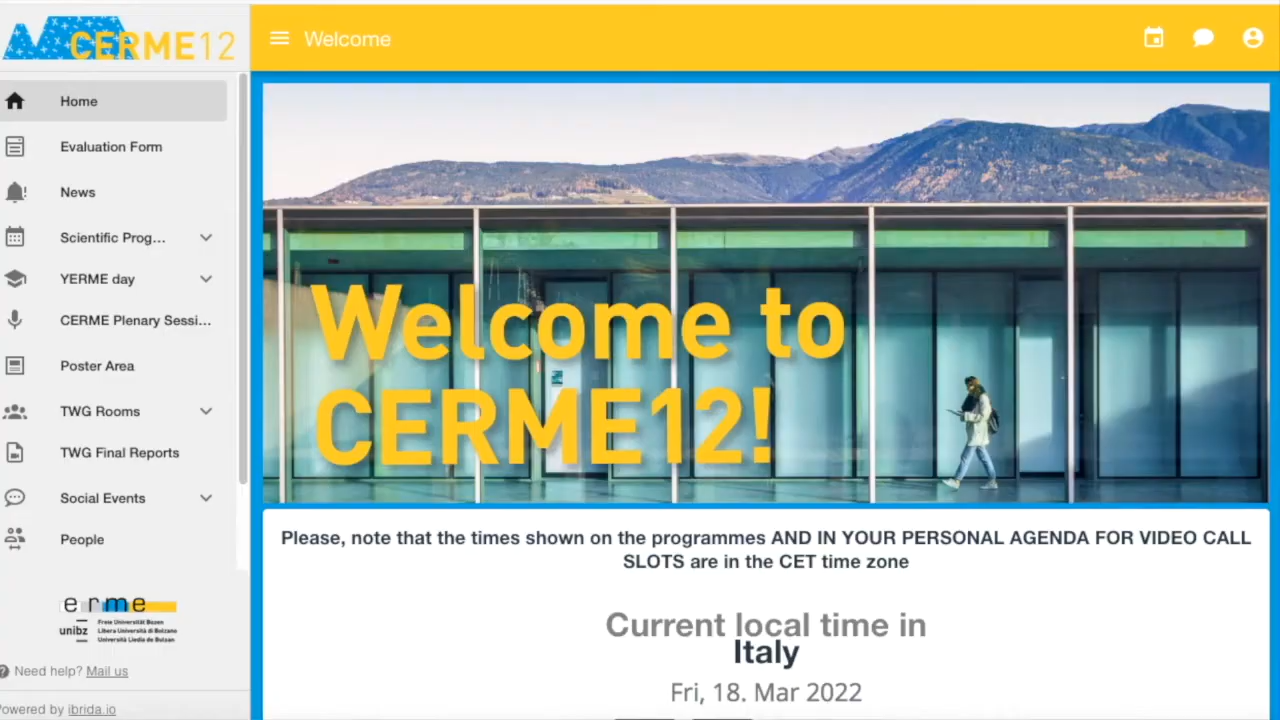 CERME12
Welcome
Home
Evaluation Form
News
Scientific Prog...
YERME day
CERME Plenary Sessi...
Poster Area
TWG Rooms
TWG Final Reports
Social Events
People
erme
unibz
Freie Universität Bozen
Libera Università di Bolzano
Università Liedia de Bulsan
Need help? Mail us
Powered by ibrida.io
Welcome to
CERME12!
Please, note that the times shown on the programmes AND IN YOUR PERSONAL AGENDA FOR VIDEO CALL
SLOTS are in the CET time zone
Current local time in
Italy
Fri, 18. Mar 2022